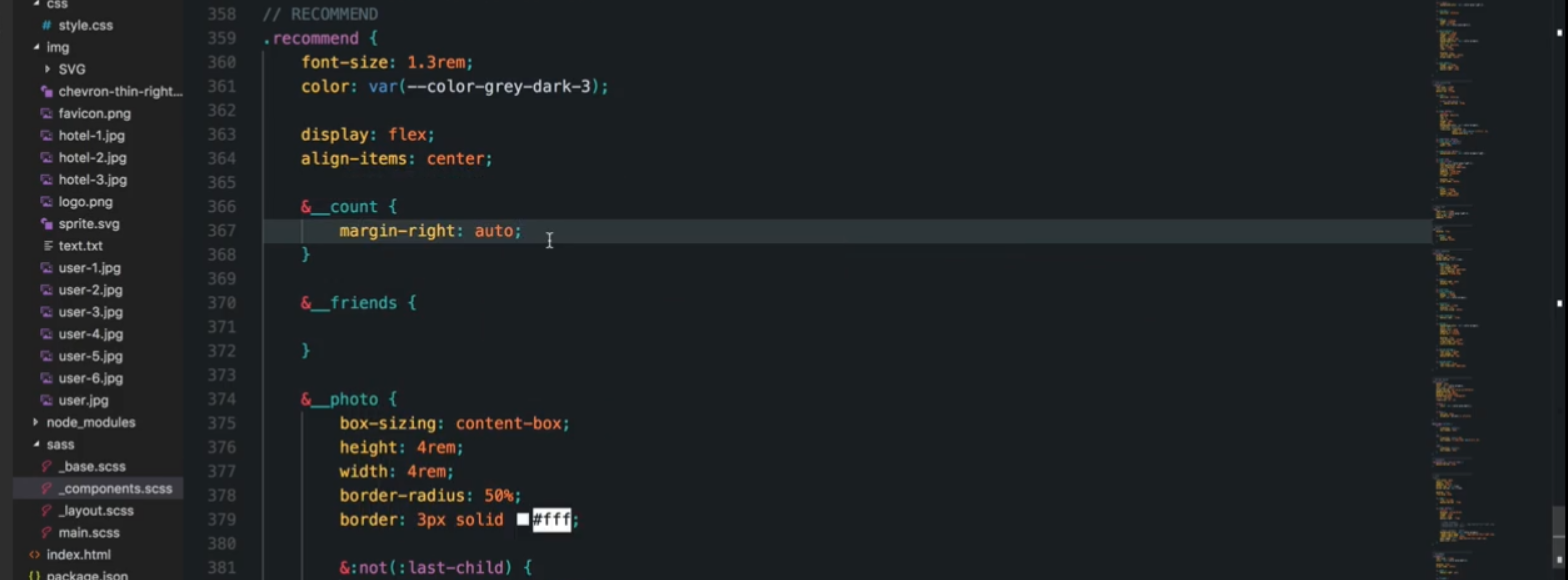 css
style.css
img
SVG
chevron-thin-right...
favicon.png
hotel-1.jpg
hotel-2.jpg
hotel-3.jpg
logo.png
sprite.svg
text.txt
user-1.jpg
user-2.jpg
user-3.jpg
user-4.jpg
user-5.jpg
user-6.jpg
user.jpg
node_modules
sass
_base.scss
_components.scss
_layout.scss
main.scss
index.html
package.json
358 // RECOMMEND
359 .recommend {
360 font-size: 1.3rem;
361 color: var(--color-grey-dark-3);
362
363 display: flex;
364 align-items: center;
365
366 &__count {
367 margin-right: auto;
368 }
369
370 &__friends {
371
372 }
373
374 &__photo {
375 box-sizing: content-box;
376 height: 4rem;
377 width: 4rem;
378 border-radius: 50%;
379 border: 3px solid #fff;
380
381 &:not(:last-child) {